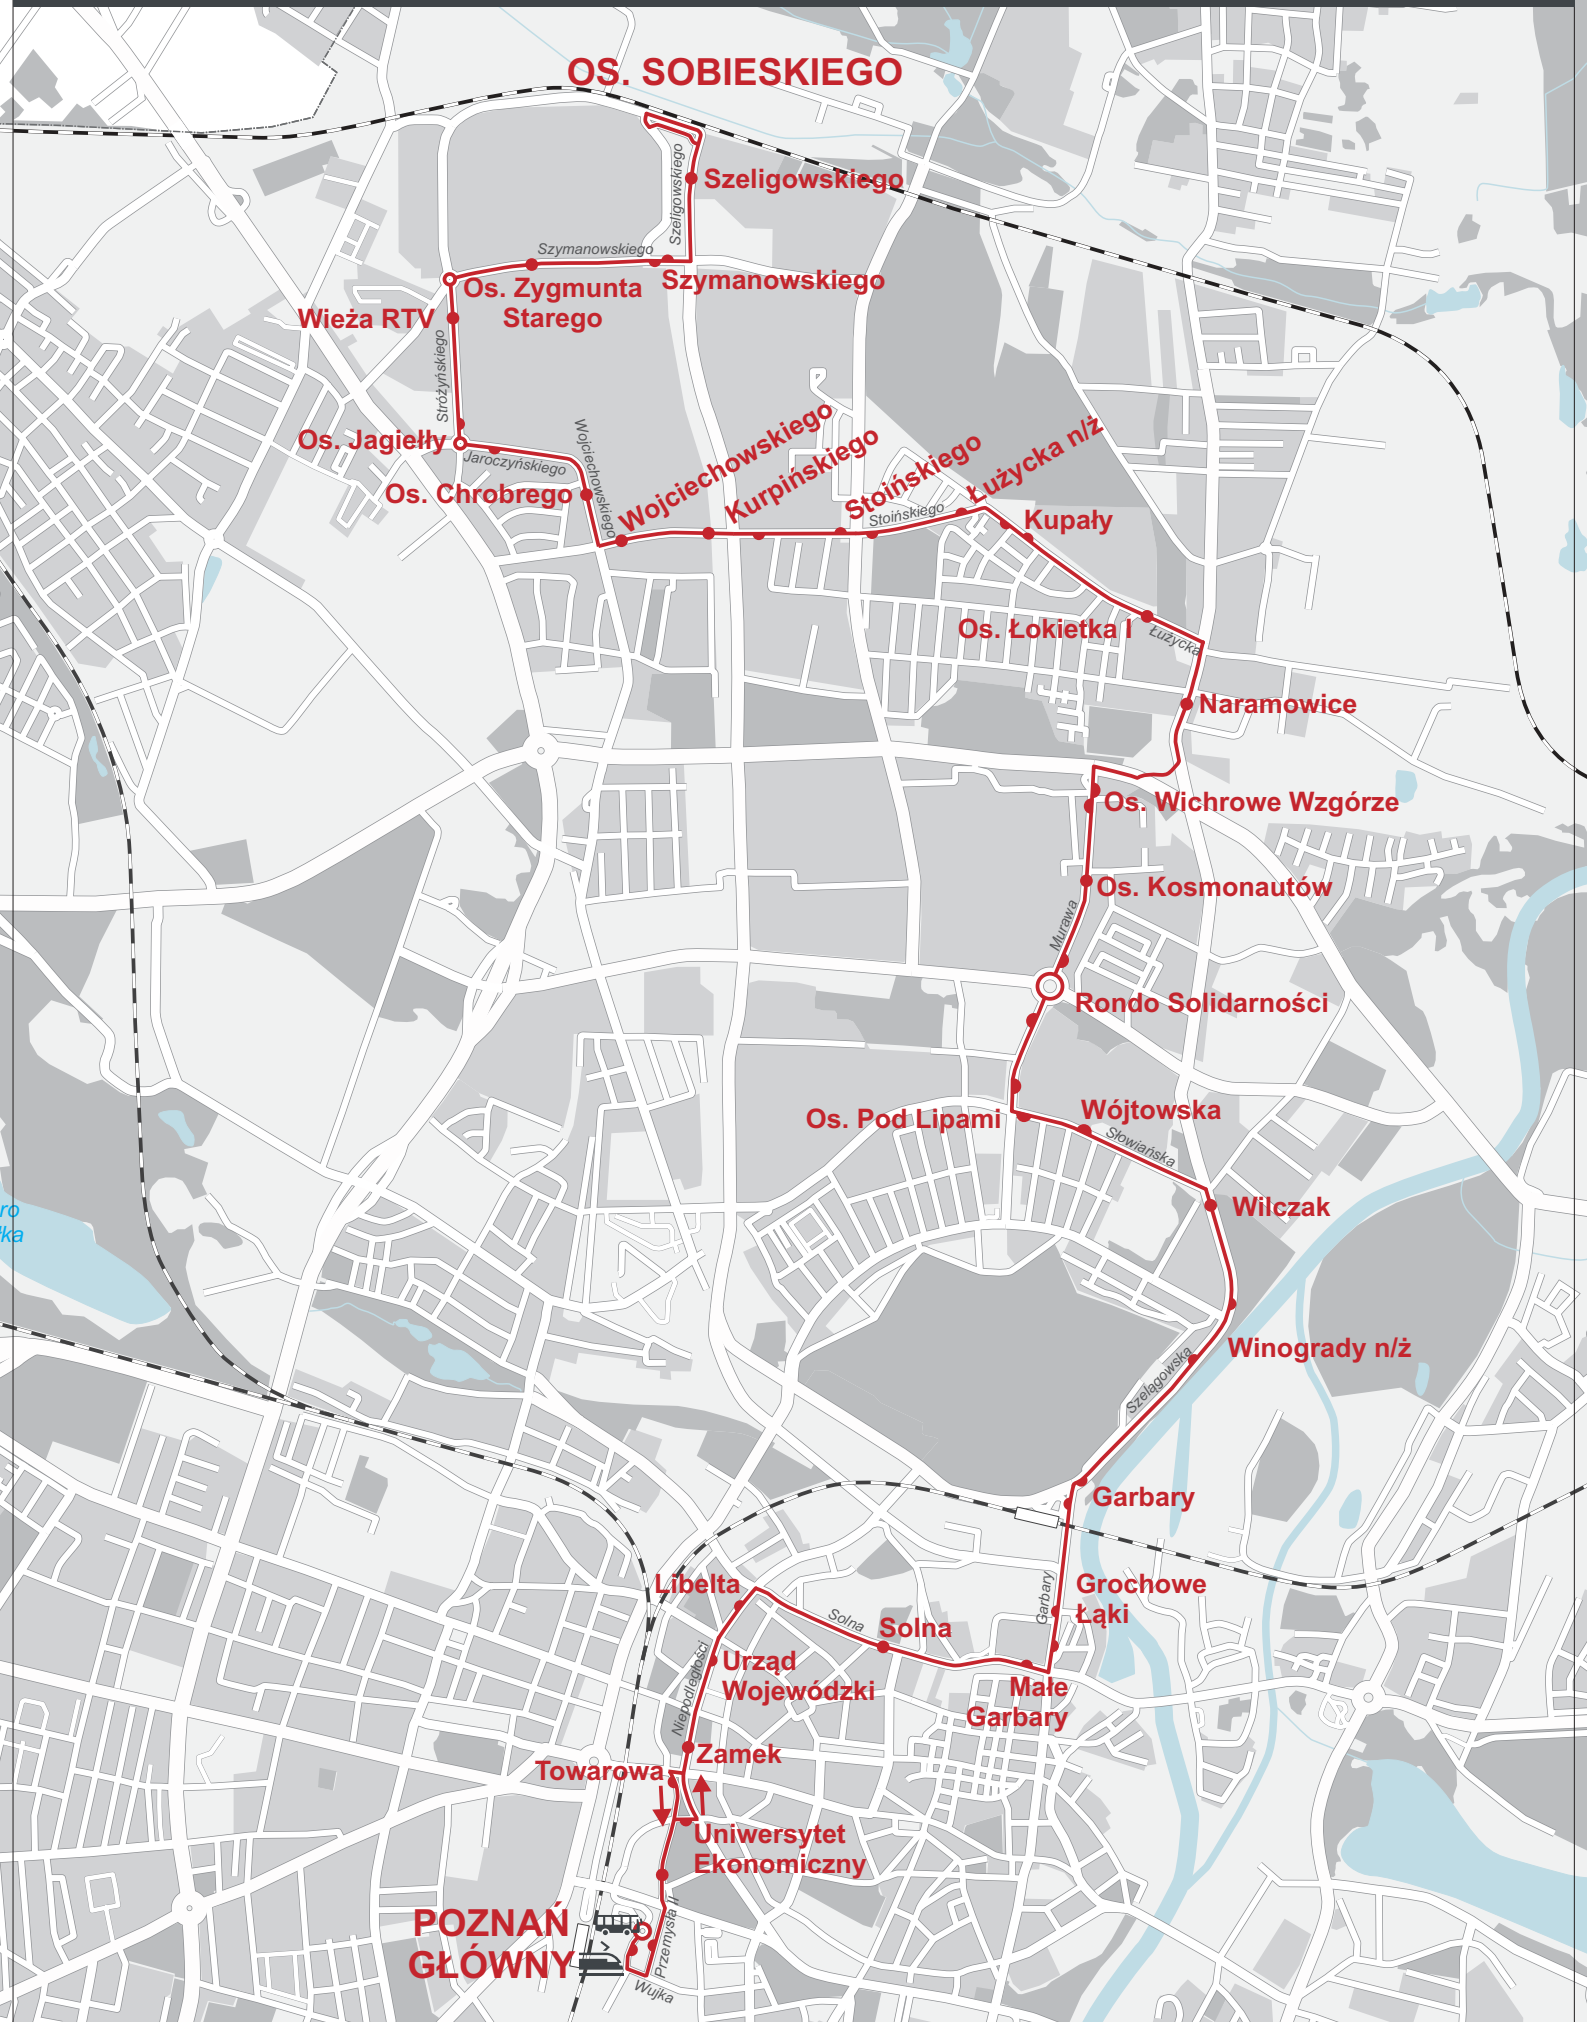 OS. SOBIESKIEGO
Szeligowskiego
Szeligowskiego
Szymanowskiego
Szymanowskiego
Os. Zygmunta
Starego
Wieża RTV
Stróżyńskiego
Os. Jagiełły
Jaroczyńskiego
Wojciechowskiego
Os. Chrobrego
Wojciechowskiego
Kurpińskiego
Stoińskiego
Stoińskiego
Łużycka n/ż
Kupały
Os. Łokietka I
Łużycka
Naramowice
Os. Wichrowe Wzgórze
Os. Kosmonautów
Murawa
Rondo Solidarności
Os. Pod Lipami
Wójtowska
Słowiańska
Wilczak
ro
łka
Winogrady n/ż
Szelągowska
Garbary
Garbary
Grochowe
Łąki
Libelta
Solna
Solna
Małe
Garbary
Urząd
Wojewódzki
Niepodległości
Zamek
Towarowa
Uniwersytet
Ekonomiczny
POZNAŃ
GŁÓWNY
Przemysła II
Wujka